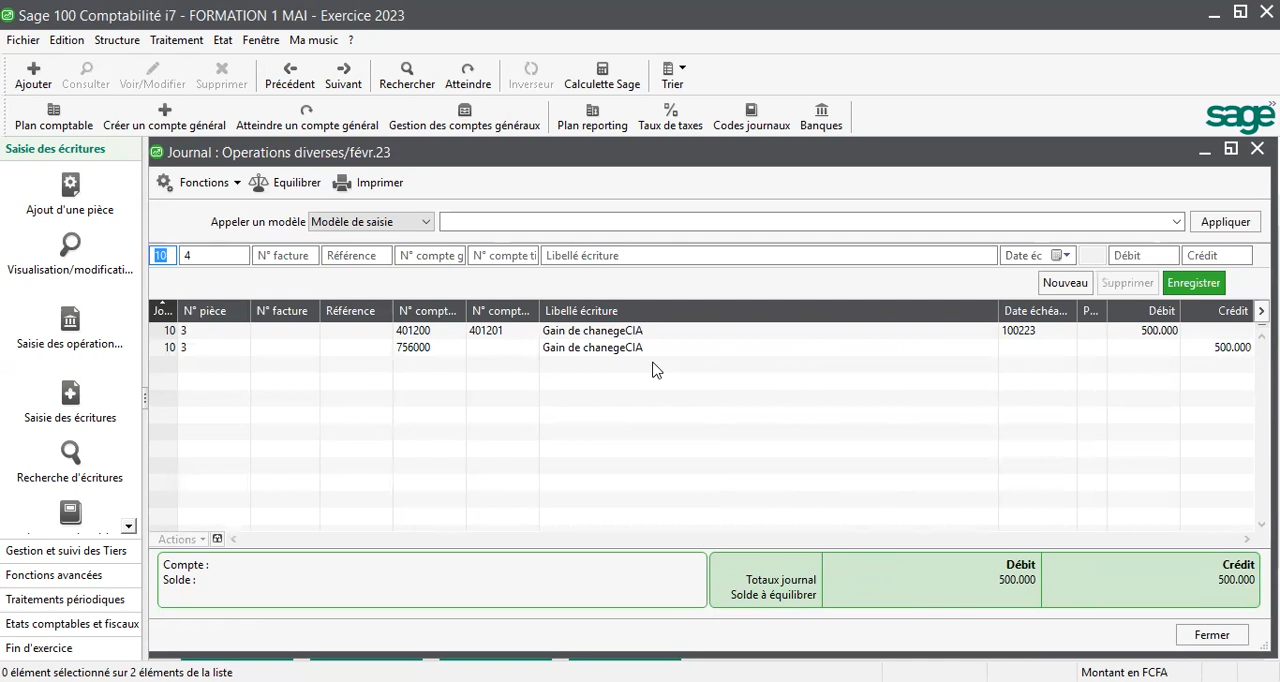 Sage 100 Comptabilité i7 - FORMATION 1 MAI - Exercice 2023
Fichier Edition Structure Traitement Etat Fenêtre Ma music ?
Ajouter Consulter Voir/Modifier Supprimer Précédent Suivant Rechercher Atteindre Inverseur Calculette Sage Trier
Plan comptable Créer un compte général Atteindre un compte général Gestion des comptes généraux Plan reporting Taux de taxes Codes journaux Banques
sage
Saisie des écritures
Ajout d'une pièce
Visualisation/modificati...
Saisie des opération...
Saisie des écritures
Recherche d'écritures
Gestion et suivi des Tiers
Fonctions avancées
Traitements périodiques
Etats comptables et fiscaux
Fin d'exercice
Journal : Operations diverses/févr.23
Fonctions Equilibrer Imprimer
Appeler un modèle Modèle de saisie Appliquer
10 4 N° facture Référence N° compte g N° compte ti Libellé écriture Date éc Débit Crédit
Nouveau Supprimer Enregistrer
Jo... N° pièce N° facture Référence N° compt... N° compt... Libellé écriture Date échéa... P... Débit Crédit
10 3 401200 401201 Gain de chanegeCIA 100223 500.000
10 3 756000 Gain de chanegeCIA 500.000
Actions
Compte :
Solde :
Débit Crédit
Totaux journal 500.000 500.000
Solde à équilibrer
Fermer
0 élément sélectionné sur 2 éléments de la liste Montant en FCFA